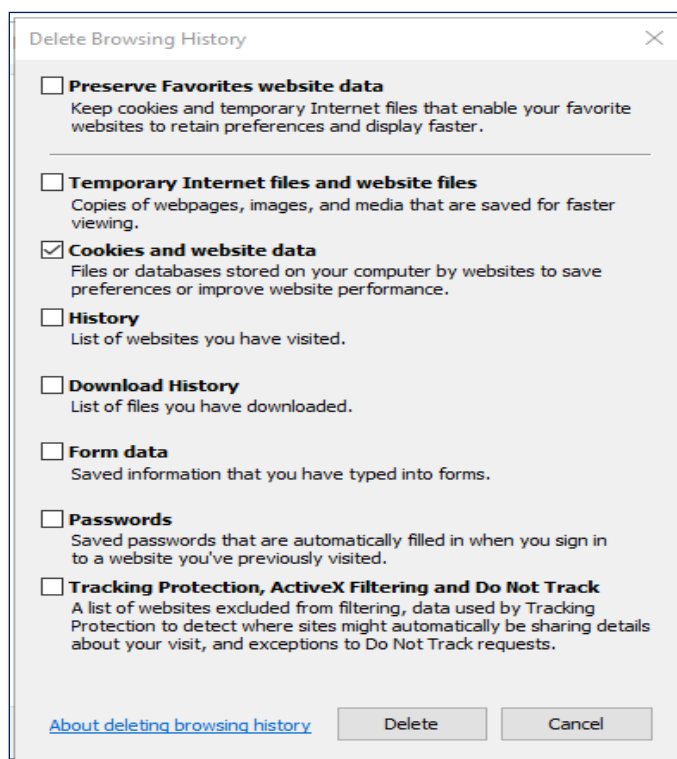 Delete Browsing History
Preserve Favorites website data
Keep cookies and temporary Internet files that enable your favorite
websites to retain preferences and display faster.
Temporary Internet files and website files
Copies of webpages, images, and media that are saved for faster
viewing.
Cookies and website data
Files or databases stored on your computer by websites to save
preferences or improve website performance.
History
List of websites you have visited.
Download History
List of files you have downloaded.
Form data
Saved information that you have typed into forms.
Passwords
Saved passwords that are automatically filled in when you sign in
to a website you've previously visited.
Tracking Protection, ActiveX Filtering and Do Not Track
A list of websites excluded from filtering, data used by Tracking
Protection to detect where sites might automatically be sharing details
about your visit, and exceptions to Do Not Track requests.
About deleting browsing history Delete Cancel